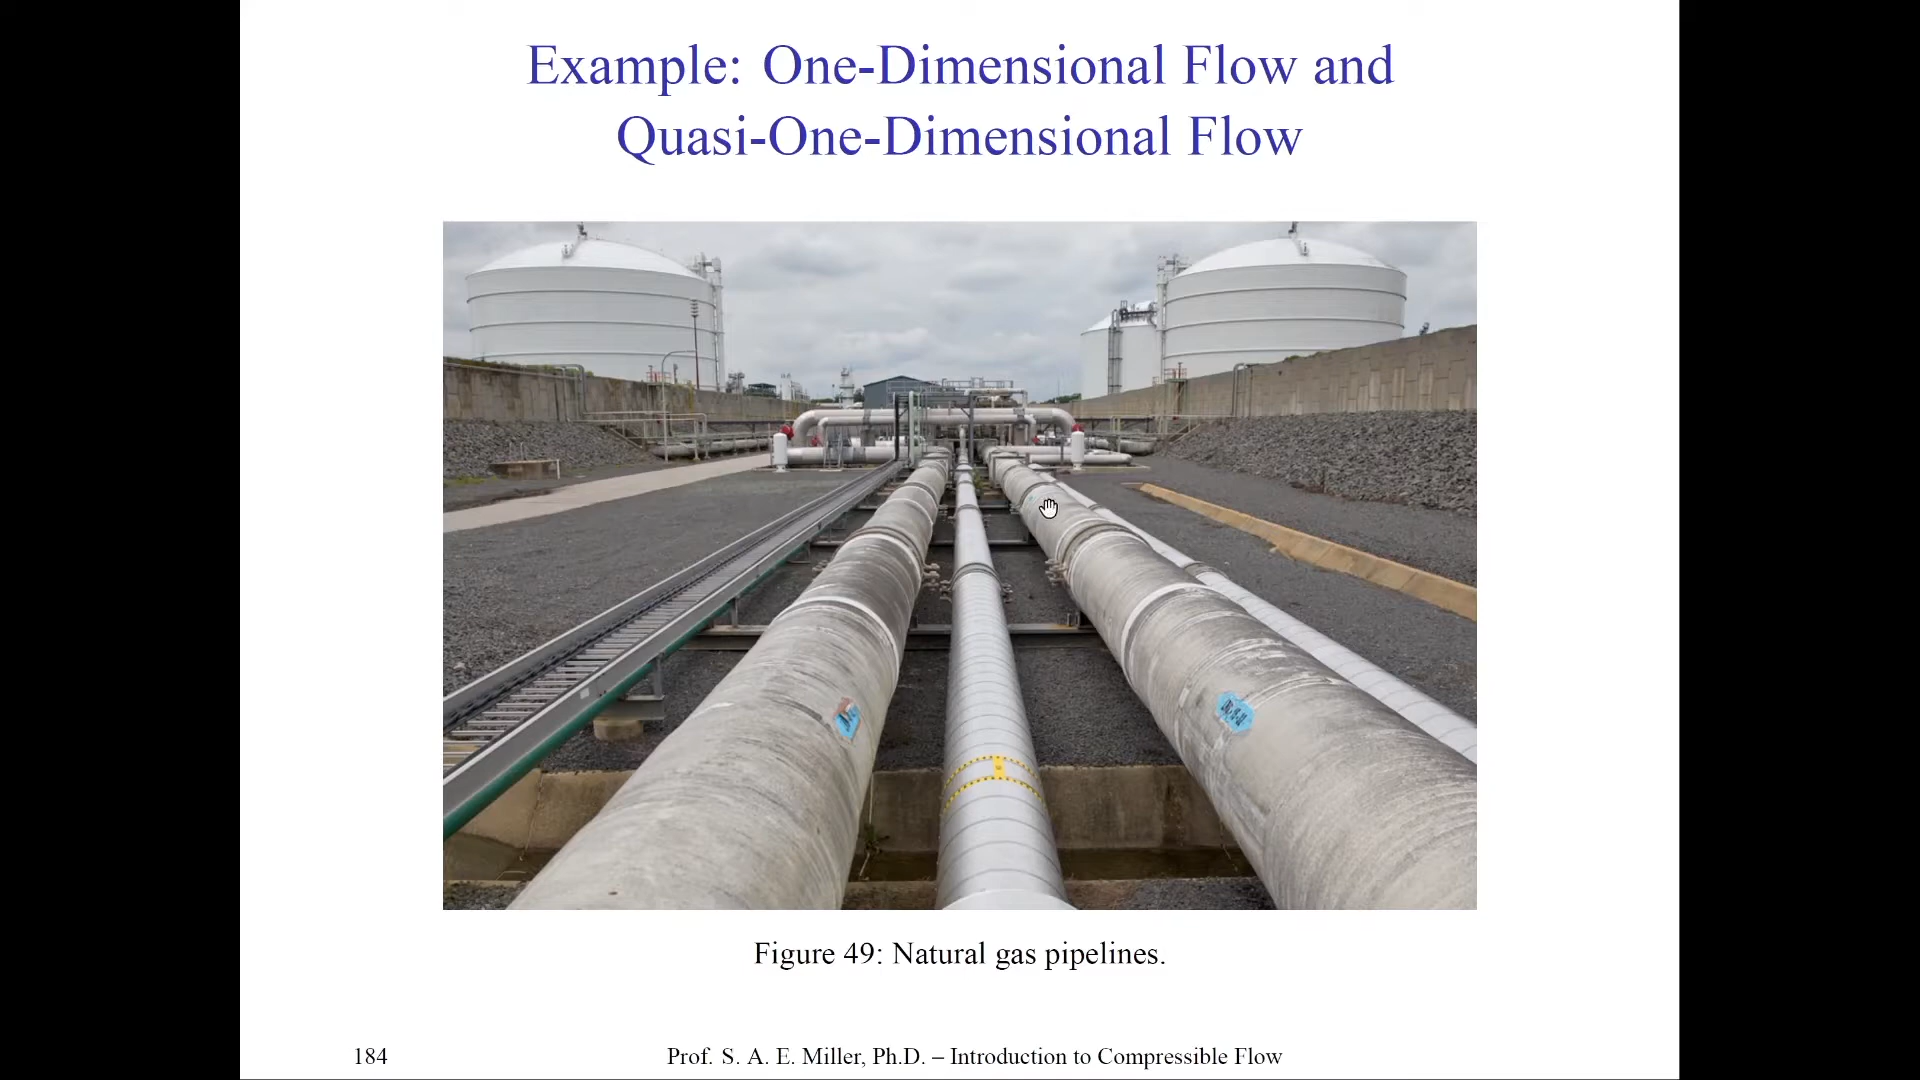 Example: One-Dimensional Flow and
Quasi-One-Dimensional Flow
Figure 49: Natural gas pipelines.
184
Prof. S. A. E. Miller, Ph.D. – Introduction to Compressible Flow